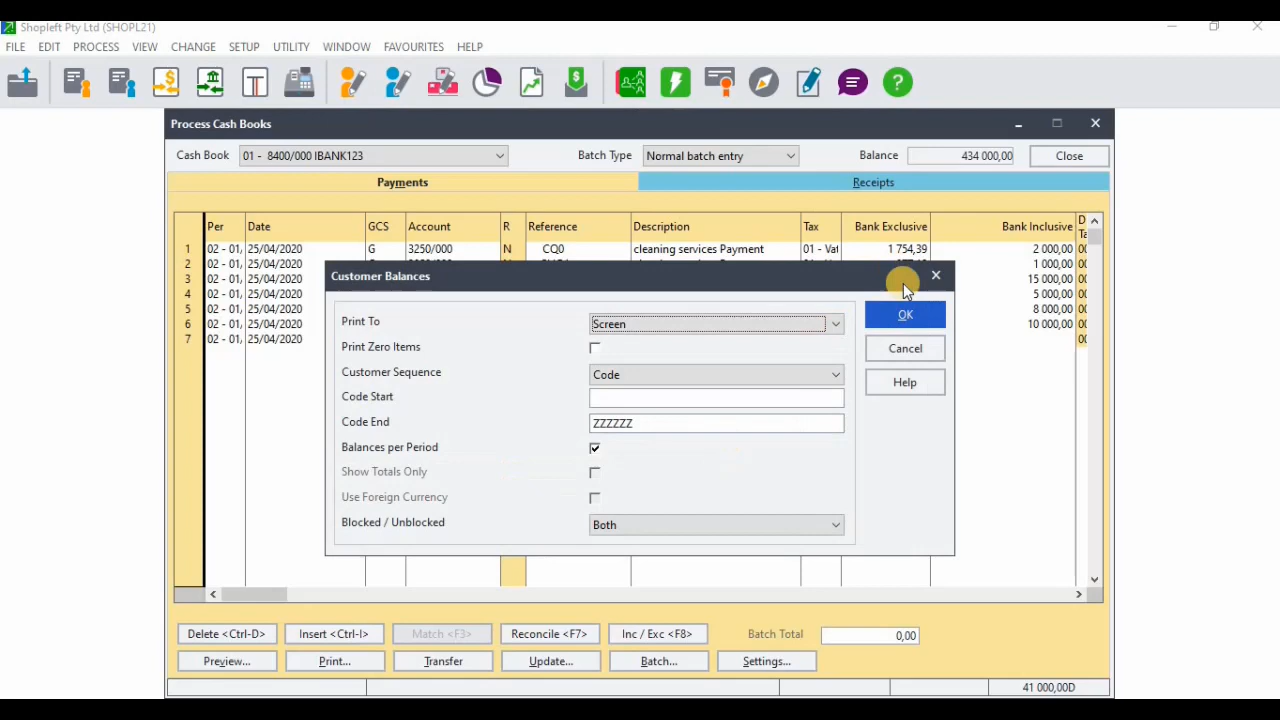 Shopleft Pty Ltd (SHOPL21)
FILE EDIT PROCESS VIEW CHANGE SETUP UTILITY WINDOW FAVOURITES HELP
Process Cash Books
Cash Book 01 - 8400/000 IBANK123 Batch Type Normal batch entry Balance 434 000,00 Close
Payments Receipts
Per Date GCS Account R Reference Description Tax Bank Exclusive Bank Inclusive
1 02 - 01, 25/04/2020 G 3250/000 N CQ0 cleaning services Payment 01 - Vat 1 754,39 2 000,00
2 02 - 01, 25/04/2020 1 000,00
3 02 - 01, 25/04/2020 15 000,00
4 02 - 01, 25/04/2020 5 000,00
5 02 - 01, 25/04/2020 8 000,00
6 02 - 01, 25/04/2020 10 000,00
7 02 - 01, 25/04/2020
Customer Balances
Print To Screen OK
Print Zero Items Cancel
Customer Sequence Code Help
Code Start
Code End ZZZZZZ
Balances per Period
Show Totals Only
Use Foreign Currency
Blocked / Unblocked Both
Delete <Ctrl-D> Insert <Ctrl-I> Match <F3> Reconcile <F7> Inc / Exc <F8> Batch Total 0,00
Preview... Print... Transfer Update... Batch... Settings...
41 000,00D